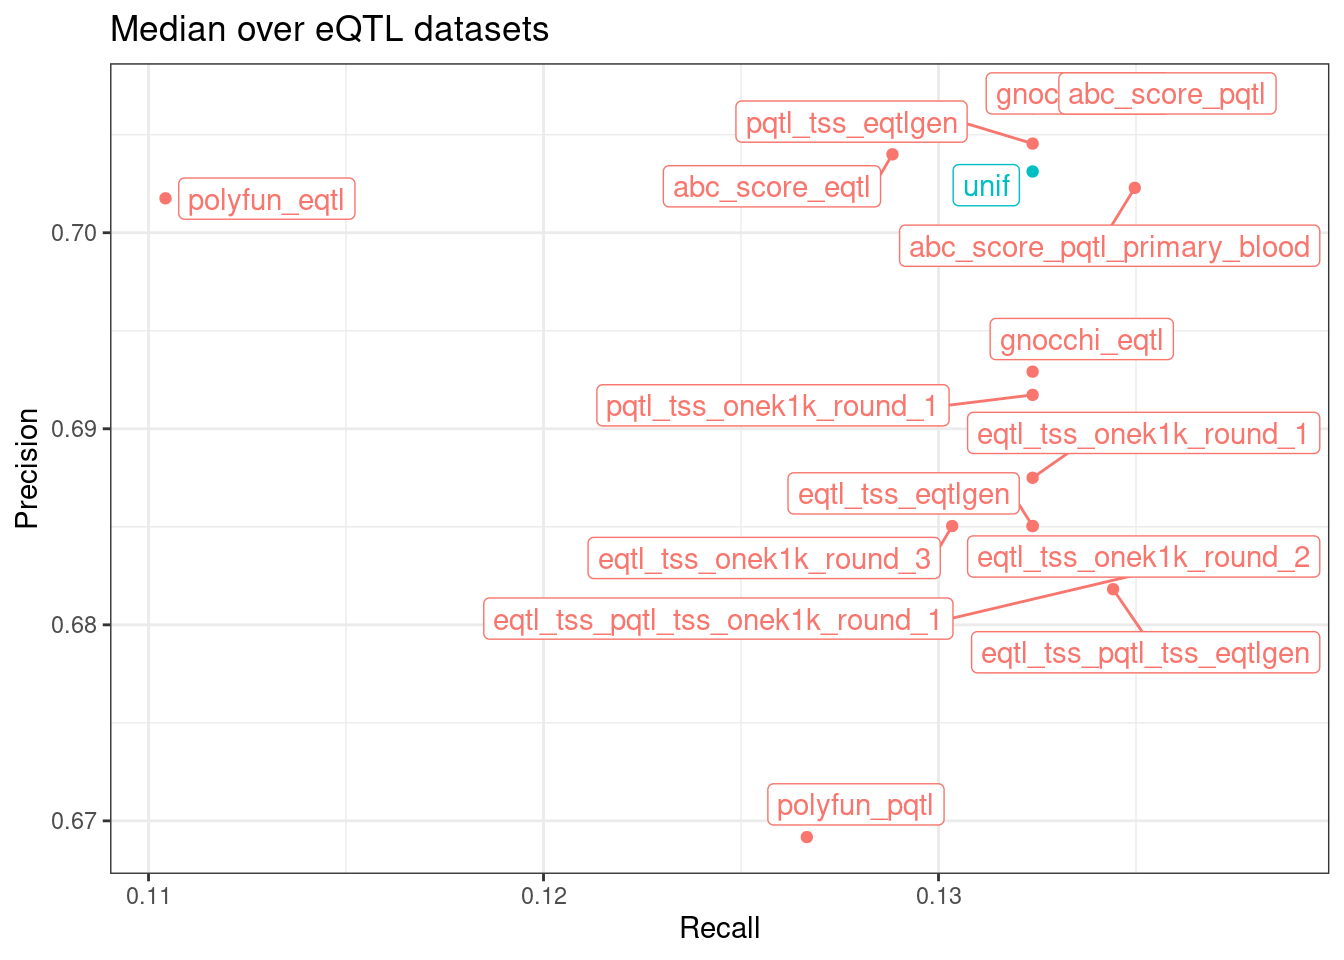 Median over eQTL datasets
gnoc
abc_score_pqtl
pqtl_tss_eqtlgen
abc_score_eqtl
unif
polyfun_eqtl
abc_score_pqtl_primary_blood
gnocchi_eqtl
pqtl_tss_onek1k_round_1
eqtl_tss_onek1k_round_1
eqtl_tss_eqtlgen
eqtl_tss_onek1k_round_3
eqtl_tss_onek1k_round_2
eqtl_tss_pqtl_tss_onek1k_round_1
eqtl_tss_pqtl_tss_eqtlgen
polyfun_pqtl
0.70
0.69
0.68
0.67
Precision
0.11
0.12
0.13
Recall